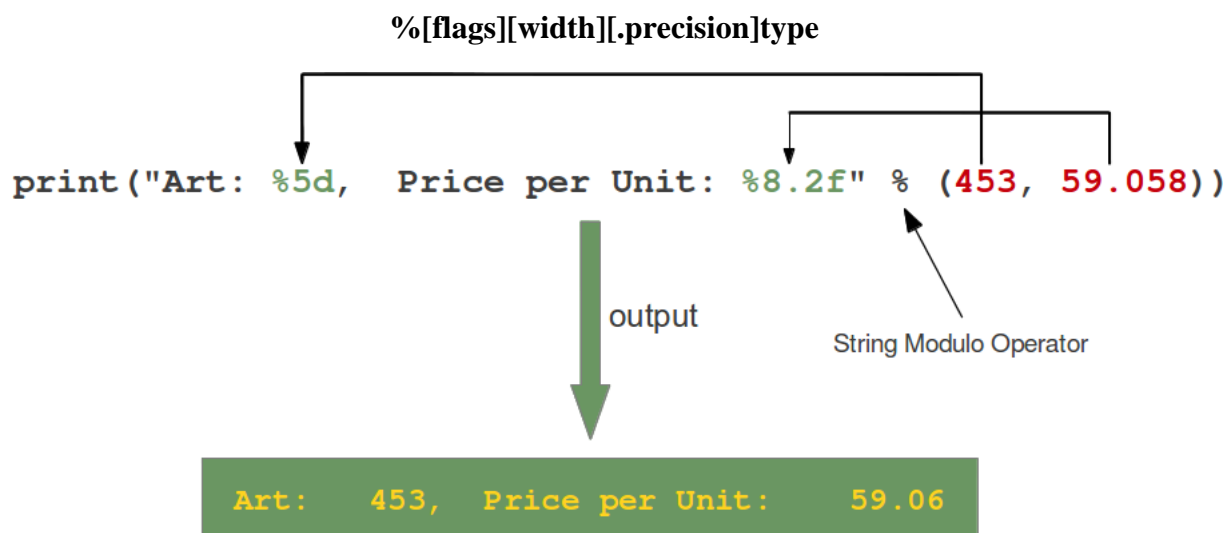 %[flags][width][.precision]type
print("Art: %5d,  Price per Unit: %8.2f" % (453, 59.058))
output
String Modulo Operator
Art:   453,  Price per Unit:    59.06